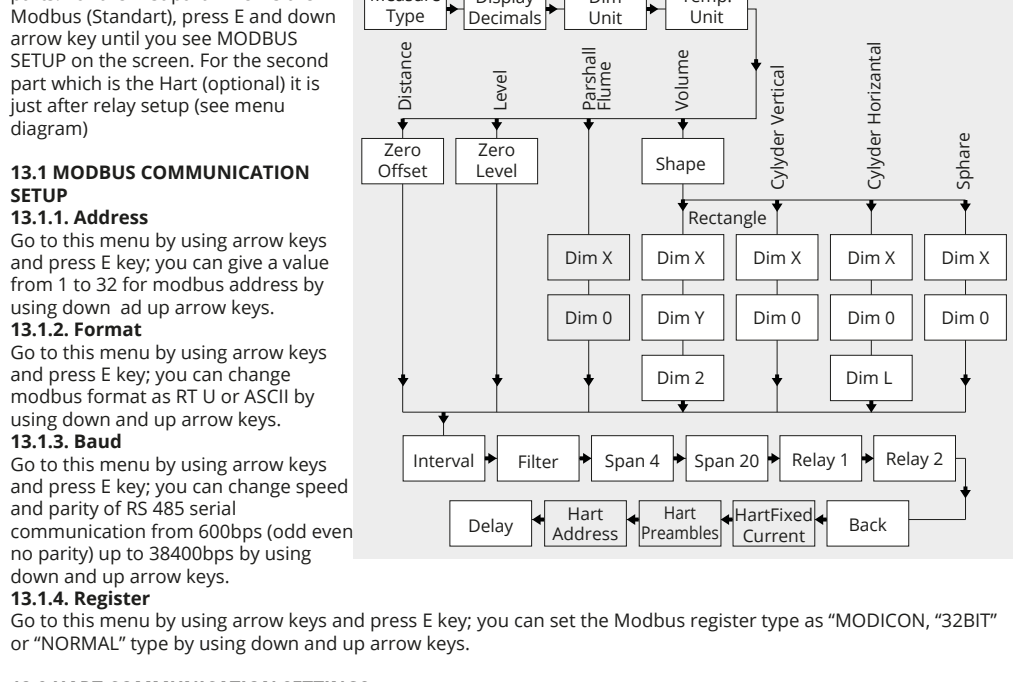 Modbus (Standart), press E and down
arrow key until you see MODBUS
SETUP on the screen. For the second
part which is the Hart (optional) it is
just after relay setup (see menu
diagram)
13.1 MODBUS COMMUNICATION
SETUP
13.1.1. Address
Go to this menu by using arrow keys
and press E key; you can give a value
from 1 to 32 for modbus address by
using down ad up arrow keys.
13.1.2. Format
Go to this menu by using arrow keys
and press E key; you can change
modbus format as RT U or ASCII by
using down and up arrow keys.
13.1.3. Baud
Go to this menu by using arrow keys
and press E key; you can change speed
and parity of RS 485 serial
communication from 600bps (odd even
no parity) up to 38400bps by using
down and up arrow keys.
13.1.4. Register
Go to this menu by using arrow keys and press E key; you can set the Modbus register type as “MODICON, “32BIT”
or “NORMAL” type by using down and up arrow keys.
Measure
Type
Display
Decimals
Dim
Unit
Temp.
Unit
Distance
Level
Parshall
Flume
Volume
Cylyder Vertical
Cylyder Horizantal
Sphare
Zero
Offset
Zero
Level
Shape
Rectangle
Dim X
Dim X
Dim X
Dim X
Dim X
Dim 0
Dim Y
Dim 0
Dim 0
Dim 0
Dim 2
Dim L
Interval
Filter
Span 4
Span 20
Relay 1
Relay 2
Delay
Hart
Address
Hart
Preambles
HartFixed
Current
Back